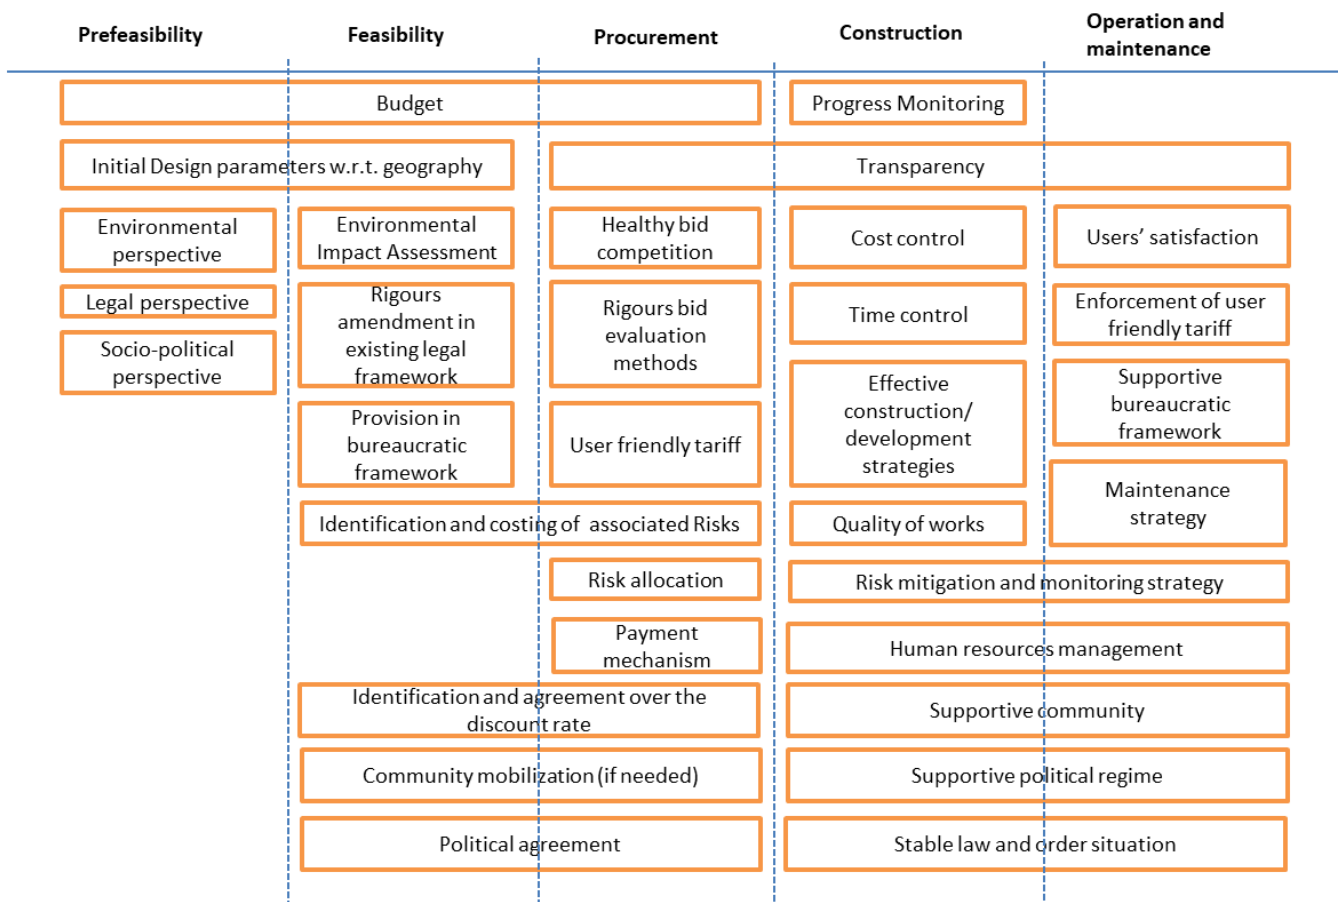 Prefeasibility
Feasibility
Procurement
Construction
Operation and
maintenance
Budget
Progress Monitoring
Initial Design parameters w.r.t. geography
Transparency
Environmental
perspective
Environmental
Impact Assessment
Healthy bid
competition
Cost control
Users’ satisfaction
Legal perspective
Rigours
amendment in
existing legal
framework
Rigours bid
evaluation
methods
Time control
Enforcement of user
friendly tariff
Socio-political
perspective
Effective
construction/
development
strategies
Supportive
bureaucratic
framework
Provision in
bureaucratic
framework
User friendly tariff
Maintenance
strategy
Identification and costing of associated Risks
Quality of works
Risk allocation
Risk mitigation and monitoring strategy
Payment
mechanism
Human resources management
Identification and agreement over the
discount rate
Supportive community
Community mobilization (if needed)
Supportive political regime
Political agreement
Stable law and order situation